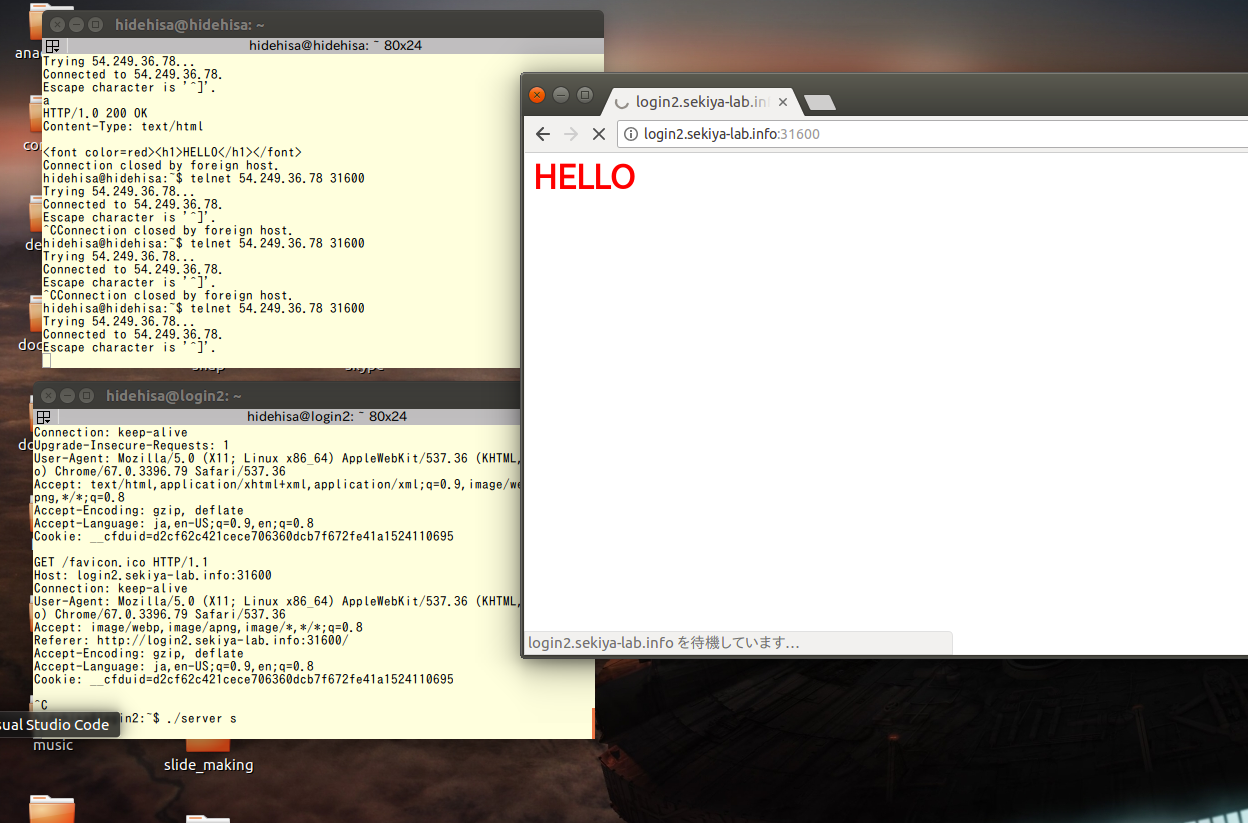 hidehisa@hidehisa: ~
hidehisa@hidehisa: ~ 80x24
Trying 54.249.36.78...
Connected to 54.249.36.78.
Escape character is '^]'.
a
HTTP/1.0 200 OK
Content-Type: text/html
<font color=red><h1>HELLO</h1></font>
Connection closed by foreign host.
hidehisa@hidehisa:~$ telnet 54.249.36.78 31600
Trying 54.249.36.78...
Connected to 54.249.36.78.
Escape character is '^]'.
^CConnection closed by foreign host.
hidehisa@hidehisa:~$ telnet 54.249.36.78 31600
Trying 54.249.36.78...
Connected to 54.249.36.78.
Escape character is '^]'.
^CConnection closed by foreign host.
hidehisa@hidehisa:~$ telnet 54.249.36.78 31600
Trying 54.249.36.78...
Connected to 54.249.36.78.
Escape character is '^]'.
hidehisa@login2: ~
hidehisa@login2: ~ 80x24
Connection: keep-alive
Upgrade-Insecure-Requests: 1
User-Agent: Mozilla/5.0 (X11; Linux x86_64) AppleWebKit/537.36 (KHTML,
o) Chrome/67.0.3396.79 Safari/537.36
Accept: text/html,application/xhtml+xml,application/xml;q=0.9,image/we
png,*/*;q=0.8
Accept-Encoding: gzip, deflate
Accept-Language: ja,en-US;q=0.9,en;q=0.8
Cookie: __cfduid=d2cf62c421cece706360dcb7f672fe41a1524110695
GET /favicon.ico HTTP/1.1
Host: login2.sekiya-lab.info:31600
Connection: keep-alive
User-Agent: Mozilla/5.0 (X11; Linux x86_64) AppleWebKit/537.36 (KHTML,
o) Chrome/67.0.3396.79 Safari/537.36
Accept: image/webp,image/apng,image/*,*/*;q=0.8
Referer: http://login2.sekiya-lab.info:31600/
Accept-Encoding: gzip, deflate
Accept-Language: ja,en-US;q=0.9,en;q=0.8
Cookie: __cfduid=d2cf62c421cece706360dcb7f672fe41a1524110695
^C
in2:~$ ./server s
sual Studio Code
music
slide_making
login2.sekiya-lab.in
login2.sekiya-lab.info:31600
HELLO
login2.sekiya-lab.info を待機しています...